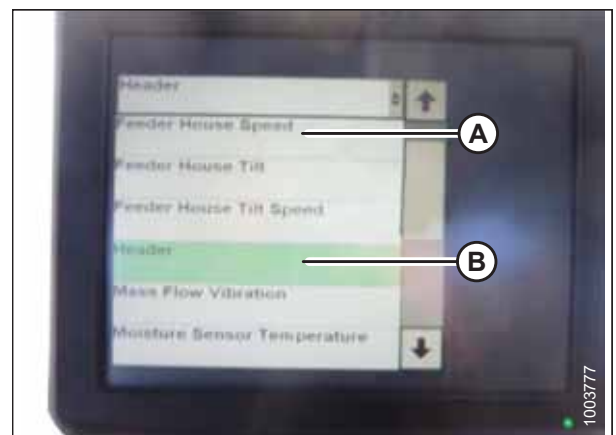 Header
Feeder House Speed
A
Feeder House Tilt
Feeder House Tilt Speed
Header
B
Mass Flow Vibration
Moisture Sensor Temperature
1003777